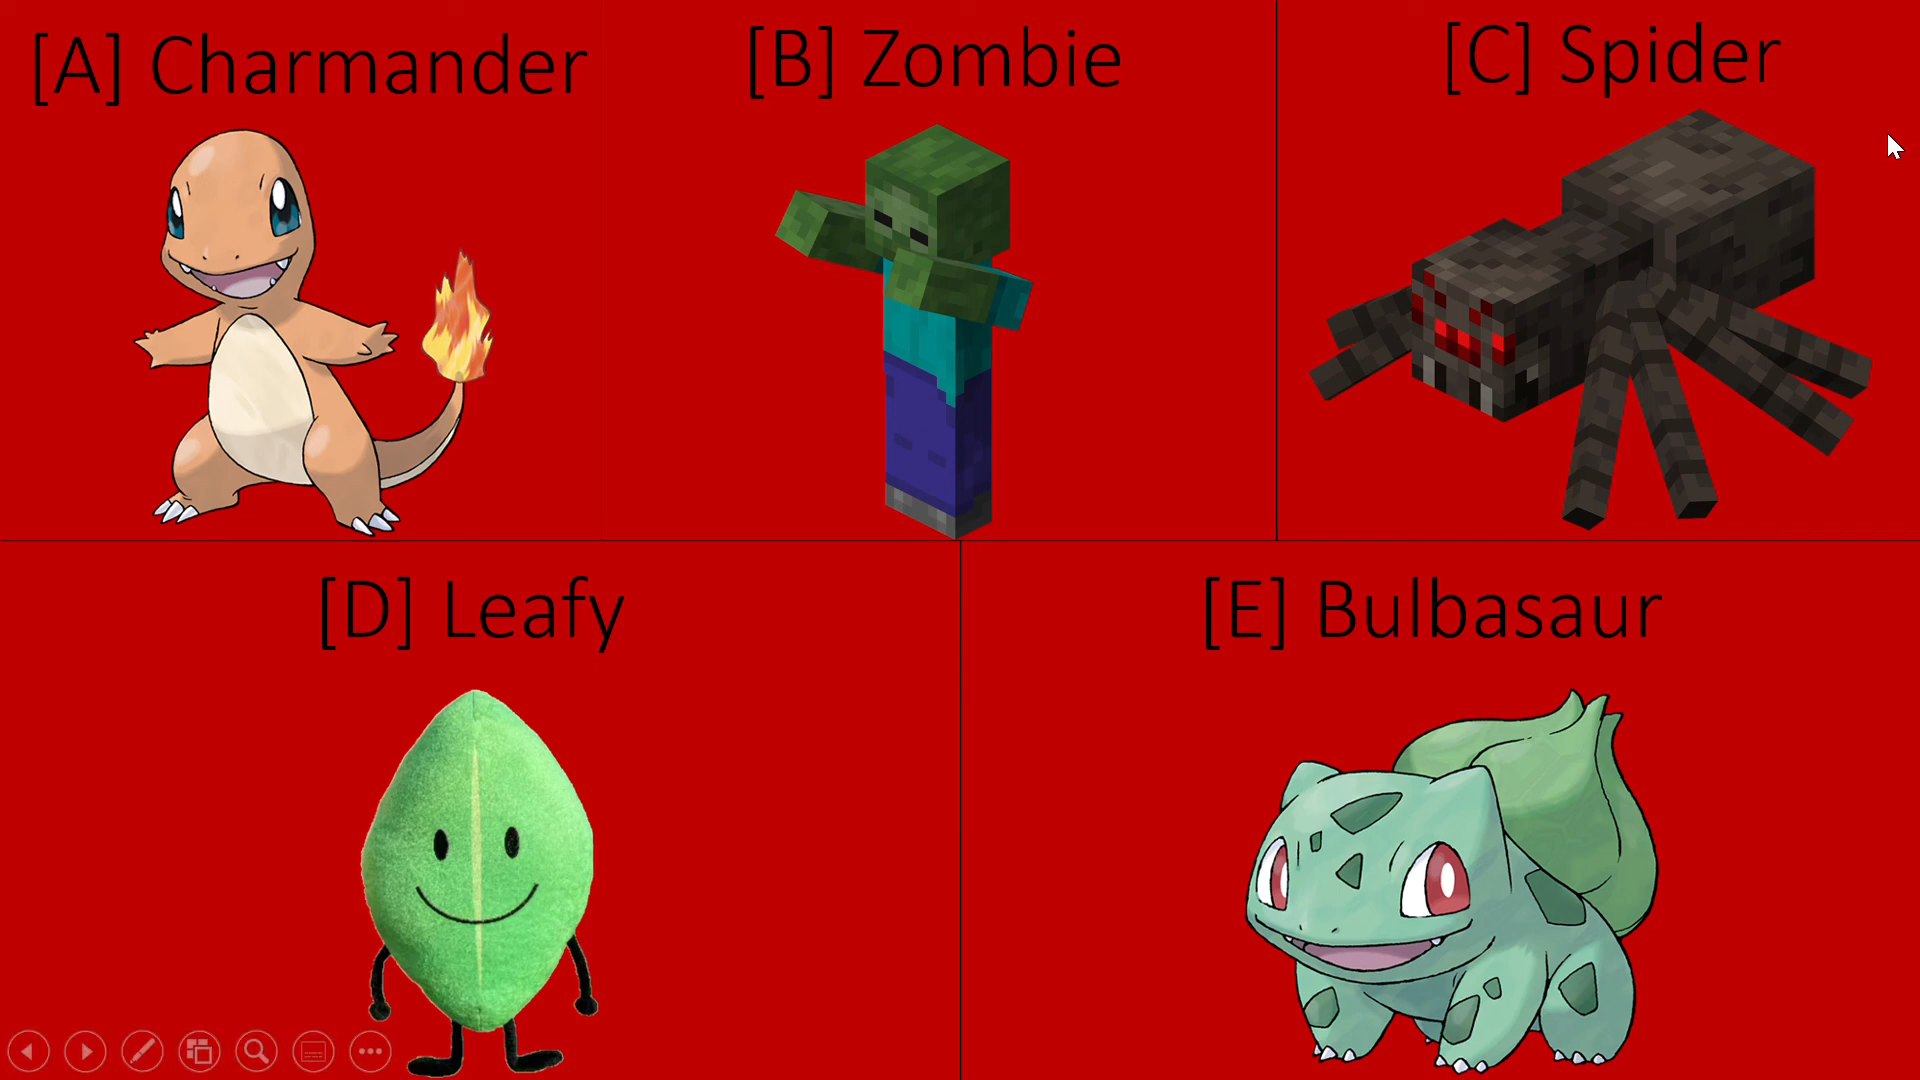 [A] Charmander
[B] Zombie
[C] Spider
[D] Leafy
[E] Bulbasaur